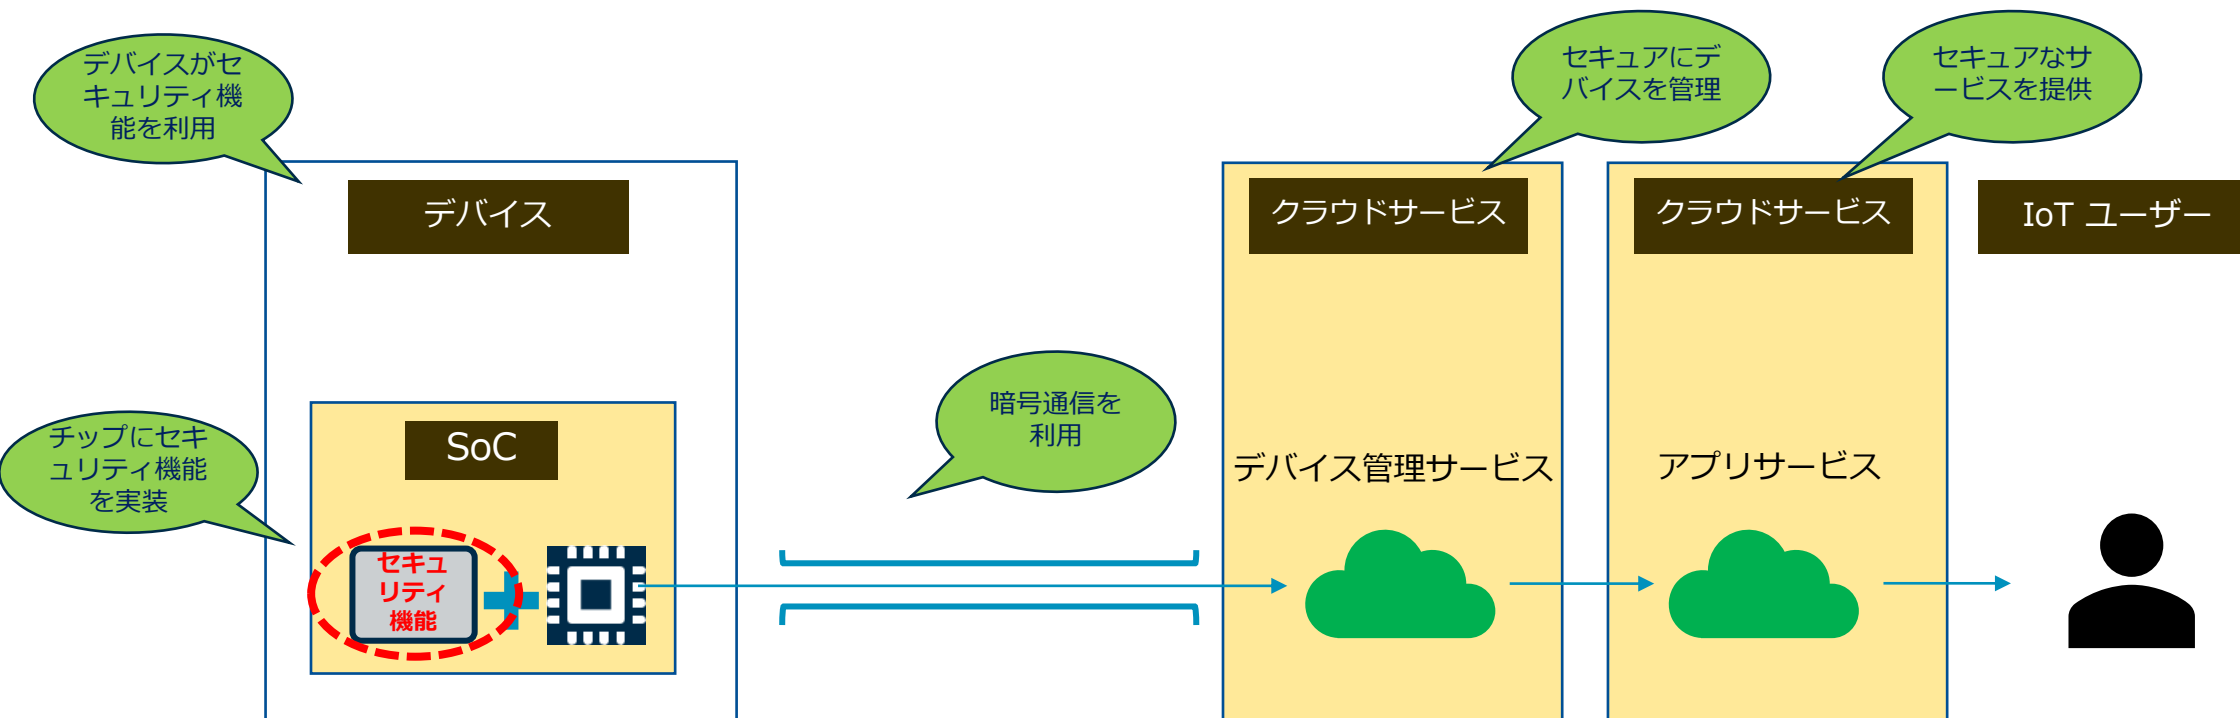 デバイスがセ
キュリティ機
能を利用
セキュアにデ
バイスを管理
セキュアなサ
ービスを提供
デバイス
クラウドサービス
クラウドサービス
IoT ユーザー
暗号通信を
利用
チップにセキ
ュリティ機能
を実装
SoC
デバイス管理サービス
アプリサービス
セキュ
リティ
機能